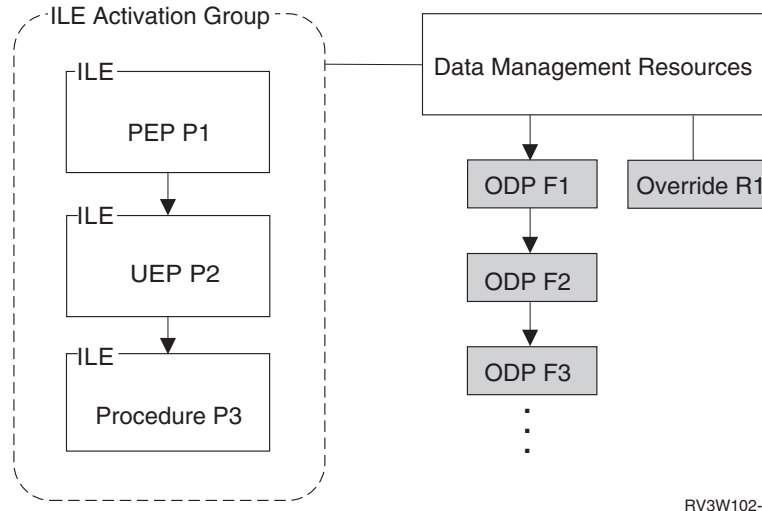 ILE Activation Group
ILE
PEP P1
ILE
UEP P2
ILE
Procedure P3
Data Management Resources
ODP F1
Override R1
ODP F2
ODP F3
RV3W102-